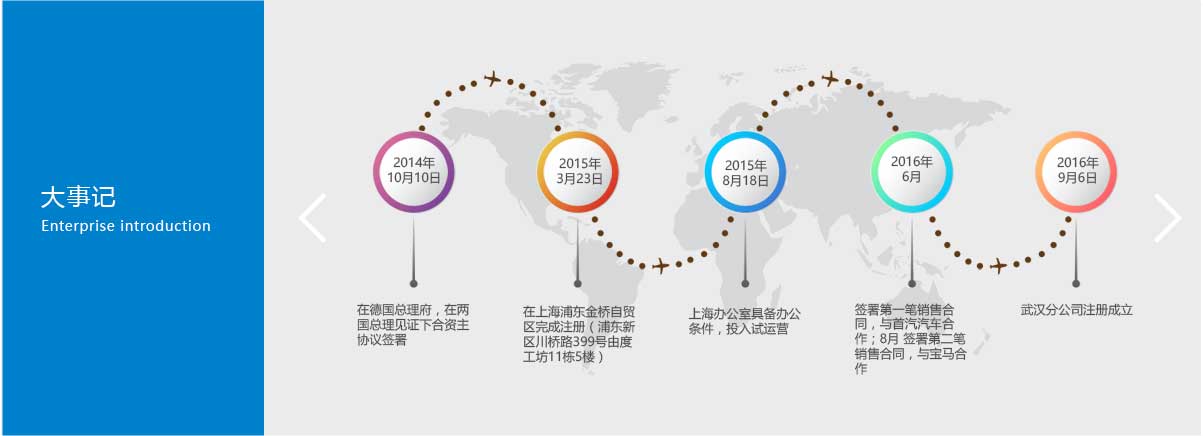 大事记
Enterprise introduction
2014年
10月10日
2015年
3月23日
2015年
8月18日
2016年
6月
2016年
9月6日
在德国总理府，在两
国总理见证下合资主
协议签署
在上海浦东金桥自贸
区完成注册（浦东新
区川桥路399号由度
工坊11栋5楼）
上海办公室具备办公
条件，投入试运营
签署第一笔销售合
同，与首汽汽车合
作；8月 签署第二笔
销售合同，与宝马合
作
武汉分公司注册成立